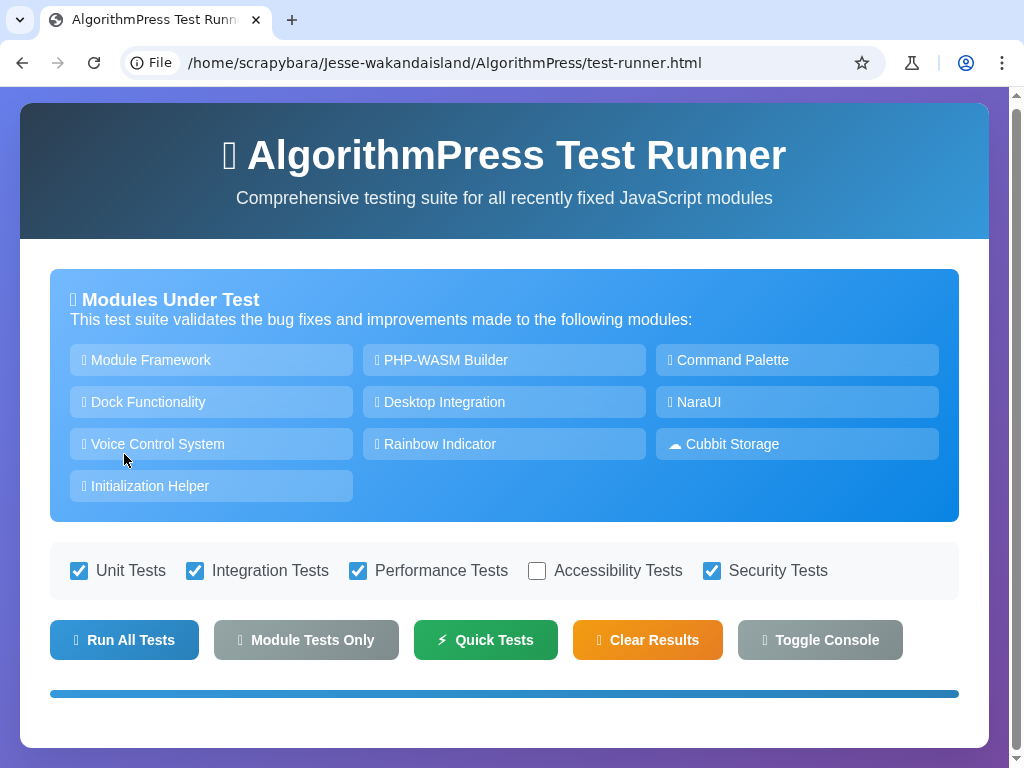 AlgorithmPress Test Runn
File
/home/scrapybara/Jesse-wakandaisland/AlgorithmPress/test-runner.html
AlgorithmPress Test Runner
Comprehensive testing suite for all recently fixed JavaScript modules
Modules Under Test
This test suite validates the bug fixes and improvements made to the following modules:
Module Framework
PHP-WASM Builder
Command Palette
Dock Functionality
Desktop Integration
NaraUI
Voice Control System
Rainbow Indicator
☁ Cubbit Storage
Initialization Helper
Unit Tests
Integration Tests
Performance Tests
Accessibility Tests
Security Tests
Run All Tests
Module Tests Only
⚡ Quick Tests
Clear Results
Toggle Console